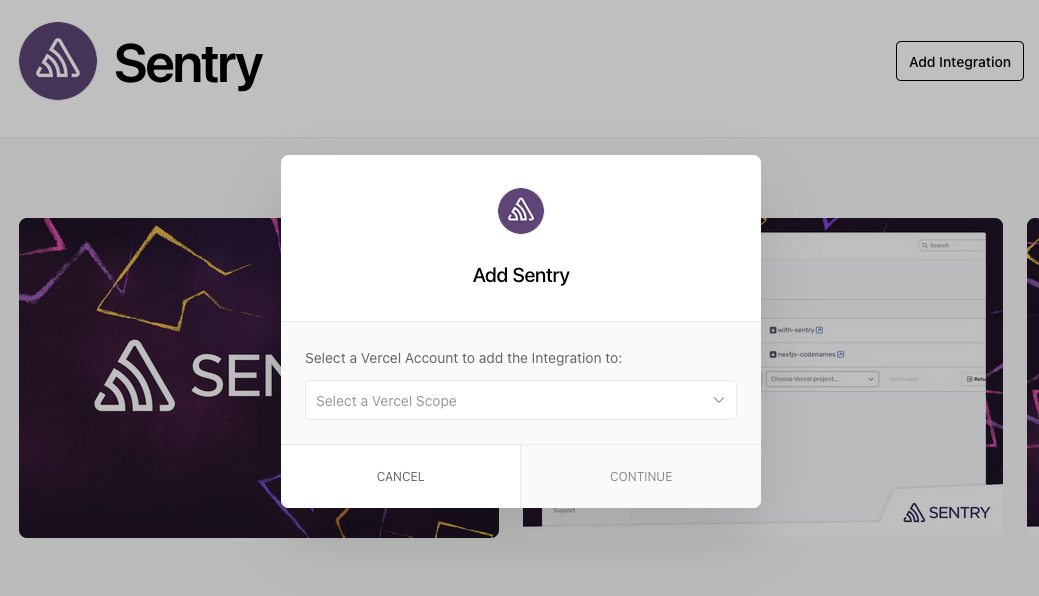 Sentry
Add Integration
Add Sentry
Select a Vercel Account to add the Integration to:
Select a Vercel Scope
CANCEL
CONTINUE
SEN
Search
with-sentry
nextjs-codenames
Choose Vercel project...
Add Project
Retu
Support
SENTRY